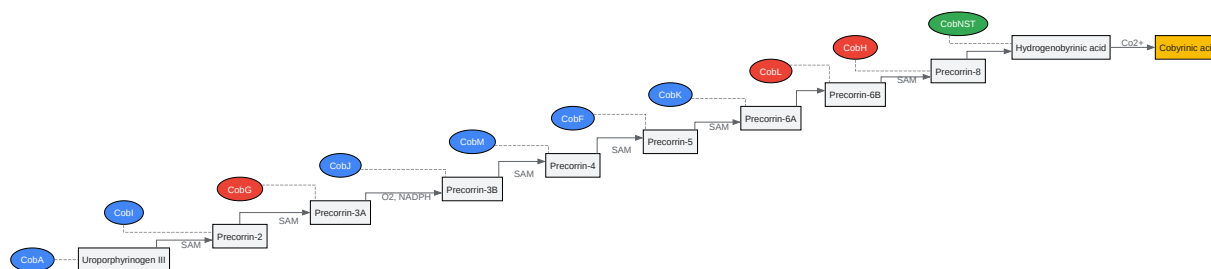 CobNST
CobH
Hydrogenobyrinic acid
Co2+
CobL
Precorrin-8
SAM
CobK
Precorrin-6B
SAM
CobF
Precorrin-6A
SAM
CobM
Precorrin-5
SAM
CobJ
Precorrin-4
SAM
CobG
Precorrin-3B
O2, NADPH
CobI
Precorrin-3A
SAM
Precorrin-2
SAM
CobA
Uroporphyrinogen III
Cobyrinic